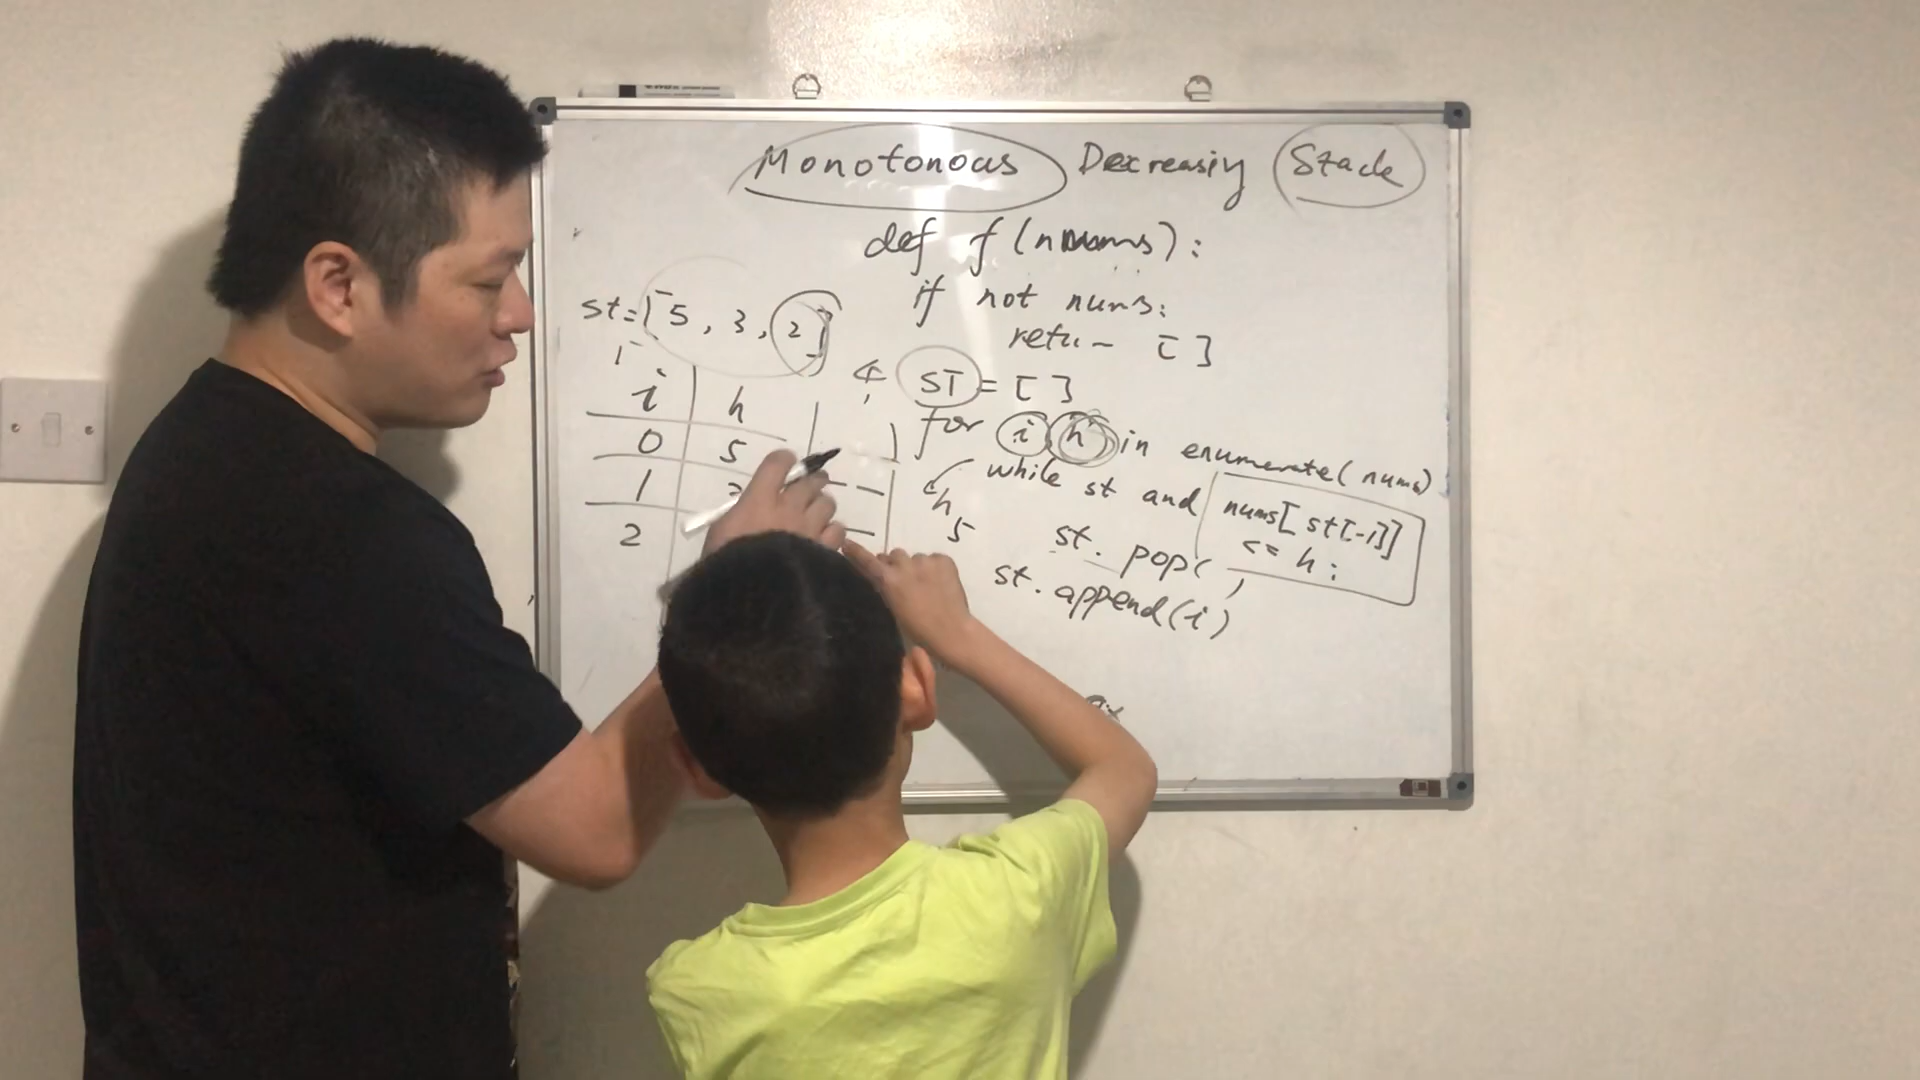 Monotonous Decreasing Stack
def f(nums):
if not nums:
return []
st=[5, 3, 2]
ST = []
i h
for i, h in enumerate(nums)
0 5
while st and nums[st[-1]]
<= h:
1
h
5
st.pop()
2
st.append(i)